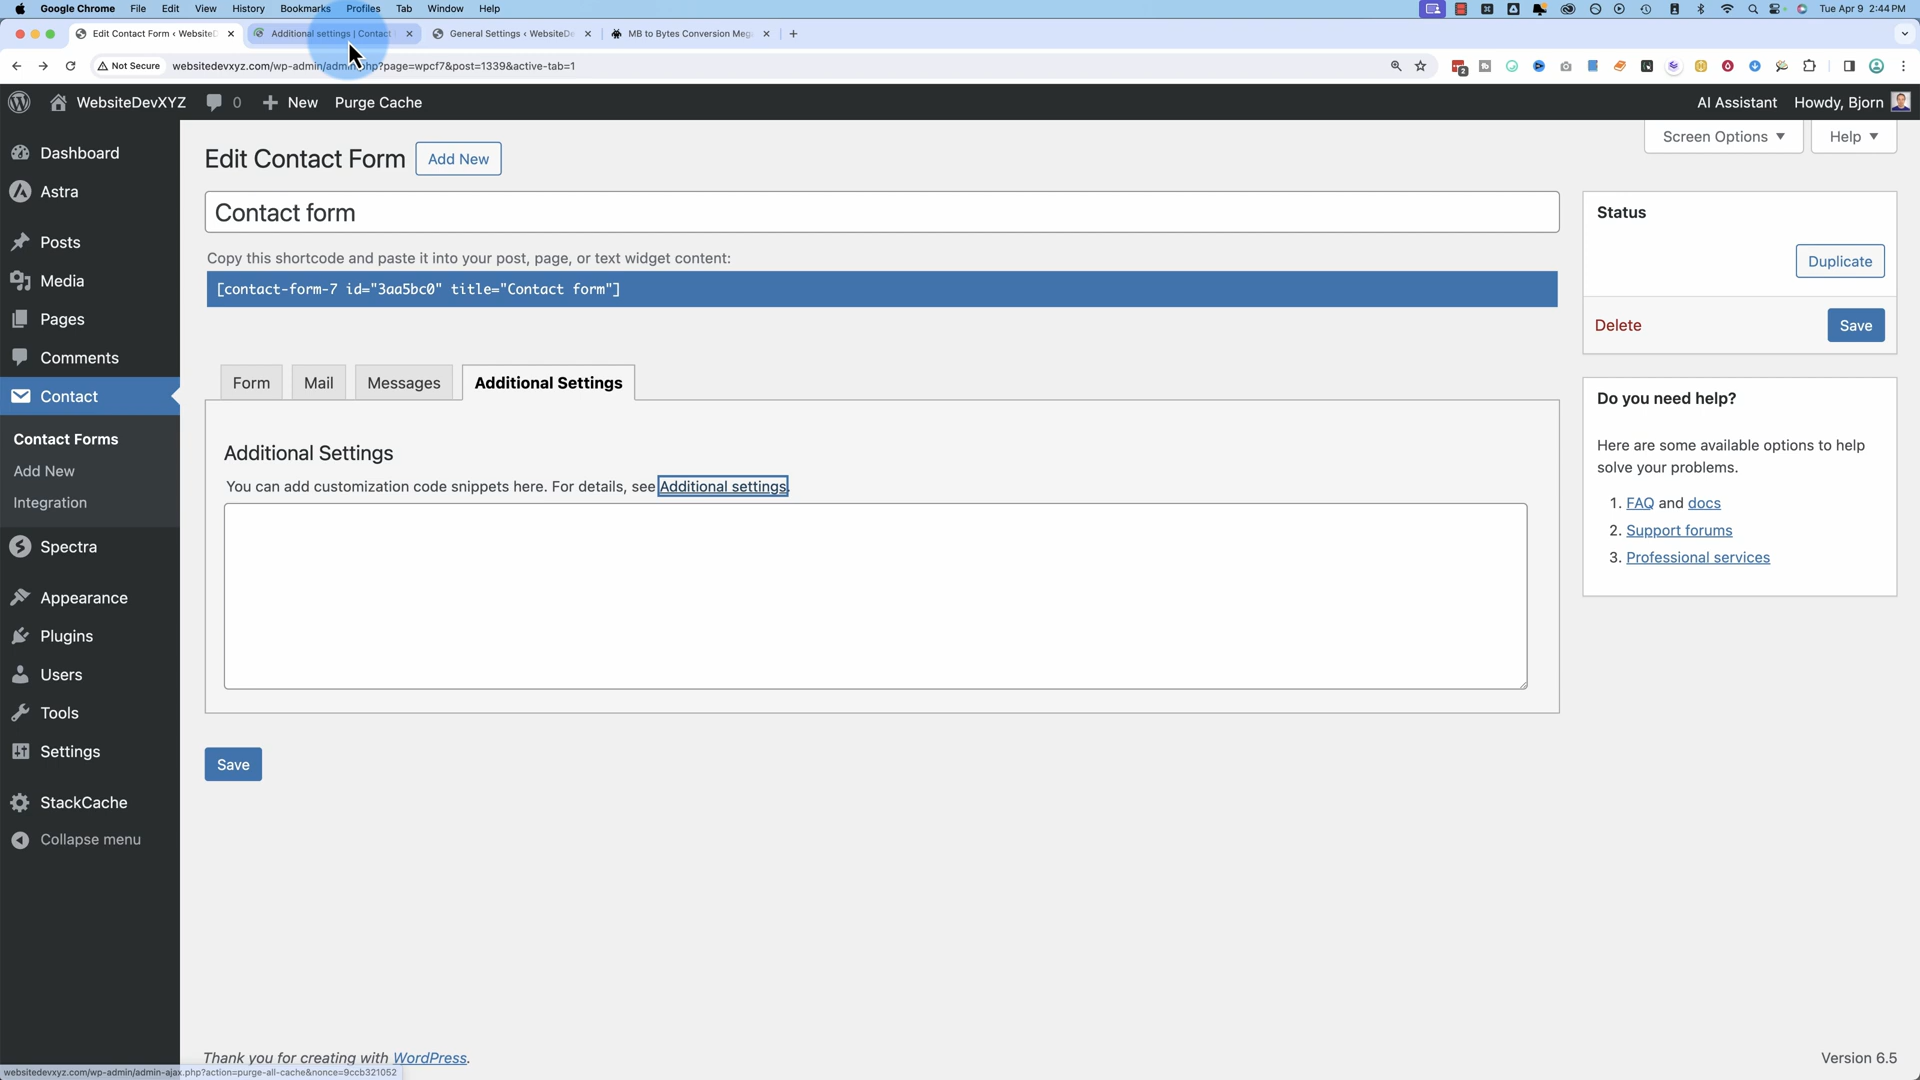 Google Chrome File Edit View History Bookmarks Profiles Tab Window Help Tue Apr 9 2:44 PM
Edit Contact Form ‹ WebsiteD Additional settings | Contact General Settings ‹ WebsiteDe MB to Bytes Conversion Meg
Not Secure websitedevxyz.com/wp-admin/admin.php?page=wpcf7&post=1339&active-tab=1
2
WebsiteDevXYZ 0 New Purge Cache AI Assistant Howdy, Bjorn
Screen Options Help
Dashboard
Astra
Posts
Media
Pages
Comments
Contact
Contact Forms
Add New
Integration
Spectra
Appearance
Plugins
Users
Tools
Settings
StackCache
Collapse menu
Edit Contact Form Add New
Contact form
Copy this shortcode and paste it into your post, page, or text widget content:
[contact-form-7 id="3aa5bc0" title="Contact form"]
Form Mail Messages Additional Settings
Additional Settings
You can add customization code snippets here. For details, see Additional settings.
Save
Status
Duplicate
Delete Save
Do you need help?
Here are some available options to help
solve your problems.
1. FAQ and docs
2. Support forums
3. Professional services
Thank you for creating with WordPress. Version 6.5
websitedevxyz.com/wp-admin/admin-ajax.php?action=purge-all-cache&nonce=9ccb321052